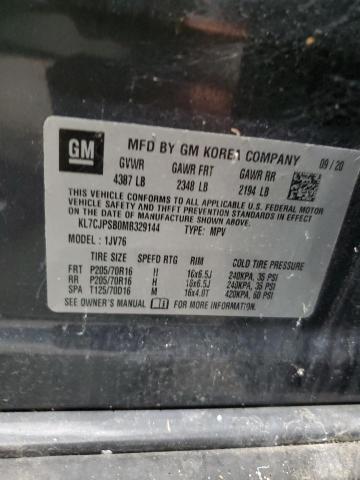 GM
MFD BY GM KOREA COMPANY 09/20
GVWR GAWR FRT GAWR RR
4387 LB 2348 LB 2194 LB
THIS VEHICLE CONFORMS TO ALL APPLICABLE U.S. FEDERAL MOTOR
VEHICLE SAFETY, BUMPER, AND THEFT PREVENTION STANDARDS
IN EFFECT ON THE DATE OF MANUFACTURE SHOWN ABOVE.
KL7CJPSB0MB329144 TYPE: MPV
MODEL: 1JV76
TIRE SIZE SPEED RTG RIM COLD TIRE PRESSURE
FRT P205/70R16 H 16x6.5J 240KPA, 35 PSI
RR P205/70R16 H 16x6.5J 240KPA, 35 PSI
SPA T125/70D16 M 16x4.0T 420KPA, 60 PSI
SEE OWNER'S MANUAL FOR ADDITIONAL INFORMATION.